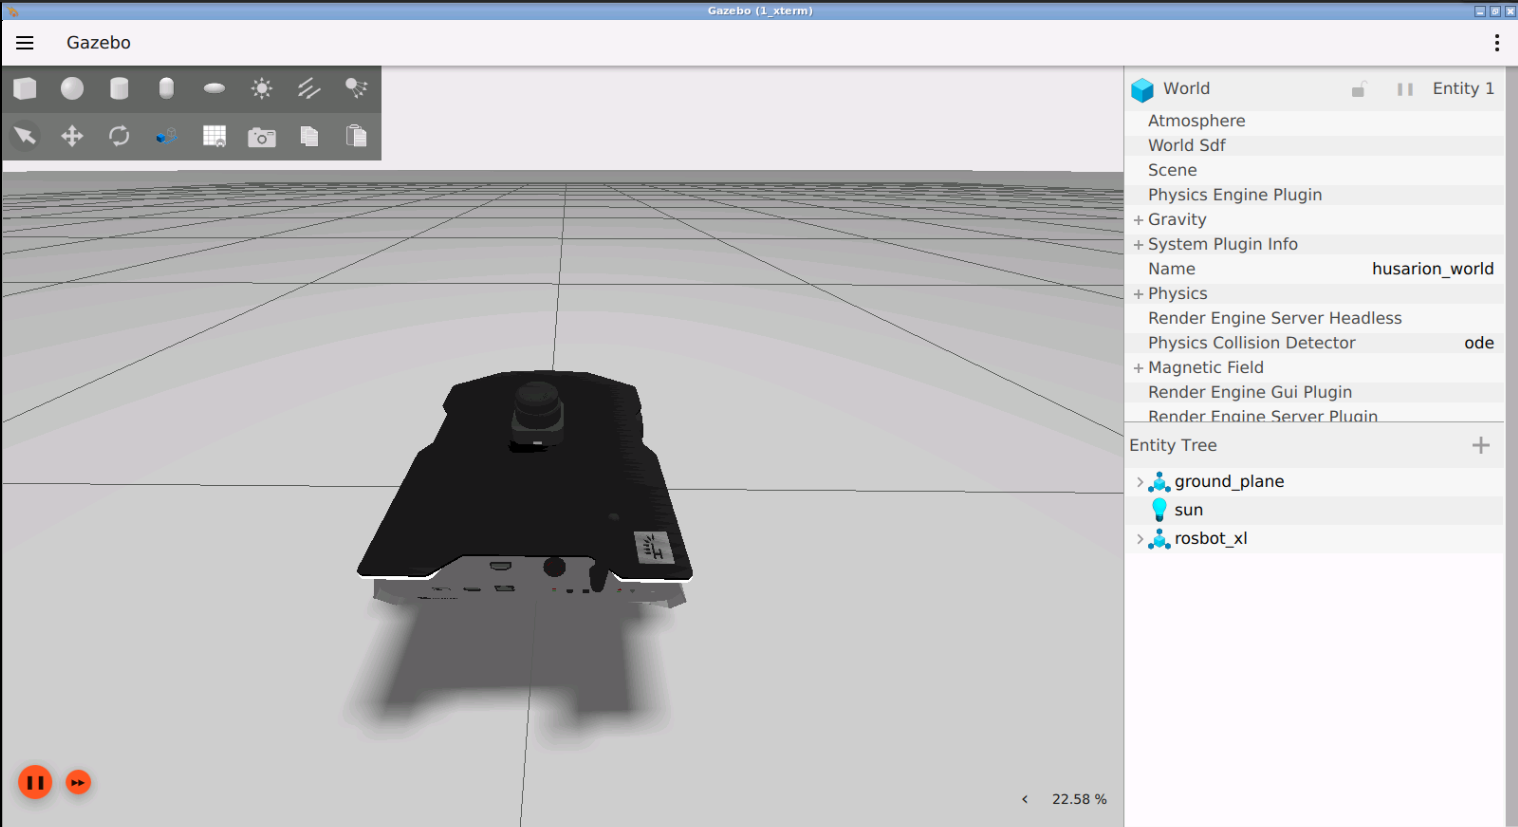 Gazebo (1_xterm)
Gazebo
World Entity 1
Atmosphere
World Sdf
Scene
Physics Engine Plugin
Gravity
System Plugin Info
Name husarion_world
Physics
Render Engine Server Headless
Physics Collision Detector ode
Magnetic Field
Render Engine Gui Plugin
Render Engine Server Plugin
Entity Tree
ground_plane
sun
rosbot_xl
22.58 %